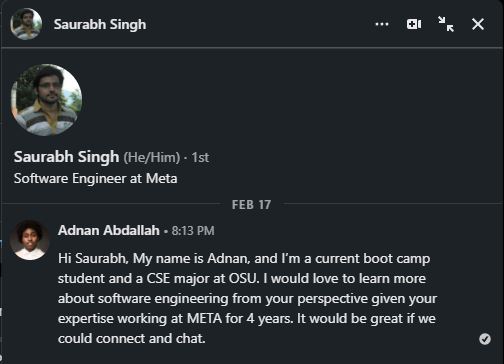 Saurabh Singh
Saurabh Singh (He/Him) · 1st
Software Engineer at Meta
FEB 17
Adnan Abdallah • 8:13 PM
Hi Saurabh, My name is Adnan, and I'm a current boot camp
student and a CSE major at OSU. I would love to learn more
about software engineering from your perspective given your
expertise working at META for 4 years. It would be great if we
could connect and chat.